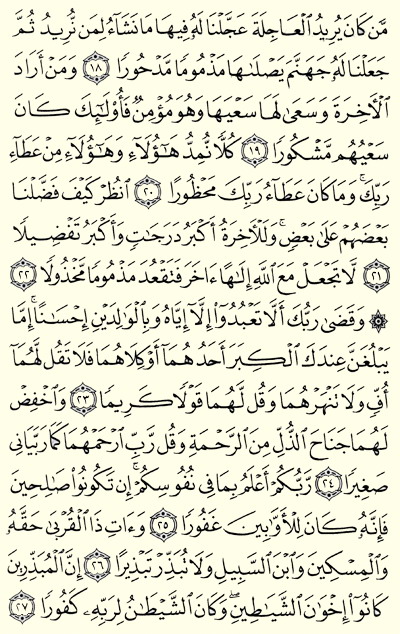 مَّن كَانَ يُرِيدُ ٱلْعَاجِلَةَ عَجَّلْنَا لَهُۥ فِيهَا مَا نَشَآءُ لِمَن نُّرِيدُ ثُمَّ
جَعَلْنَا لَهُۥ جَهَنَّمَ يَصْلَىٰهَا مَذْمُومًا مَّدْحُورًا ١٨ وَمَنْ أَرَادَ
ٱلْـَٔاخِرَةَ وَسَعَىٰ لَهَا سَعْيَهَا وَهُوَ مُؤْمِنٌ فَأُو۟لَـٰٓئِكَ كَانَ
سَعْيُهُم مَّشْكُورًا ١٩ كُلًّا نُّمِدُّ هَـٰٓؤُلَآءِ وَهَـٰٓؤُلَآءِ مِنْ عَطَآءِ
رَبِّكَ ۚ وَمَا كَانَ عَطَآءُ رَبِّكَ مَحْظُورًا ٢٠ ٱنظُرْ كَيْفَ فَضَّلْنَا
بَعْضَهُمْ عَلَىٰ بَعْضٍ ۚ وَلَلْـَٔاخِرَةُ أَكْبَرُ دَرَجَـٰتٍ وَأَكْبَرُ تَفْضِيلًا
٢١ لَّا تَجْعَلْ مَعَ ٱللَّهِ إِلَـٰهًا ءَاخَرَ فَتَقْعُدَ مَذْمُومًا مَّخْذُولًا ٢٢
۞ وَقَضَىٰ رَبُّكَ أَلَّا تَعْبُدُوٓا۟ إِلَّآ إِيَّاهُ وَبِٱلْوَٰلِدَيْنِ إِحْسَـٰنًا ۚ إِمَّا
يَبْلُغَنَّ عِندَكَ ٱلْكِبَرَ أَحَدُهُمَآ أَوْ كِلَاهُمَا فَلَا تَقُل لَّهُمَآ
أُفٍّ وَلَا تَنْهَرْهُمَا وَقُل لَّهُمَا قَوْلًا كَرِيمًا ٢٣ وَٱخْفِضْ
لَهُمَا جَنَاحَ ٱلذُّلِّ مِنَ ٱلرَّحْمَةِ وَقُل رَّبِّ ٱرْحَمْهُمَا كَمَا رَبَّيَانِى
صَغِيرًا ٢٤ رَّبُّكُمْ أَعْلَمُ بِمَا فِى نُفُوسِكُمْ ۚ إِن تَكُونُوا۟ صَـٰلِحِينَ
فَإِنَّهُۥ كَانَ لِلْأَوَّٰبِينَ غَفُورًا ٢٥ وَءَاتِ ذَا ٱلْقُرْبَىٰ حَقَّهُۥ
وَٱلْمِسْكِينَ وَٱبْنَ ٱلسَّبِيلِ وَلَا تُبَذِّرْ تَبْذِيرًا ٢٦ إِنَّ ٱلْمُبَذِّرِينَ
كَانُوٓا۟ إِخْوَٰنَ ٱلشَّيَـٰطِينِ ۖ وَكَانَ ٱلشَّيْطَـٰنُ لِرَبِّهِۦ كَفُورًا ٢٧